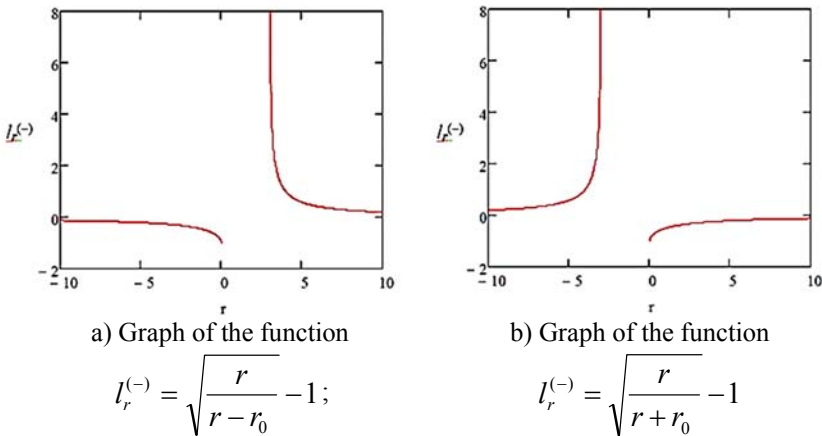 8
6
4
2
0
− 2
l_r^(−)
− 10
− 5
0
5
10
r
8
6
4
2
0
− 2
l_r^(−)
− 10
− 5
0
5
10
r
a) Graph of the function
l_r^(−) = √(r / (r − r_0)) − 1;
b) Graph of the function
l_r^(−) = √(r / (r + r_0)) − 1